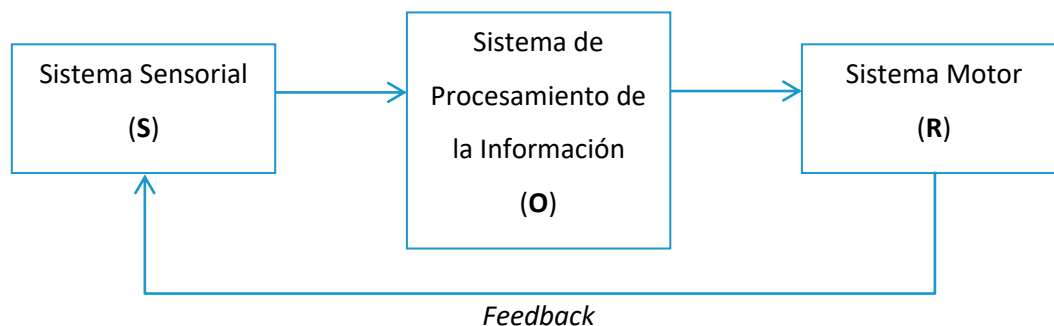 Sistema Sensorial
(S)
Sistema de
Procesamiento de
la Información
(O)
Sistema Motor
(R)
Feedback